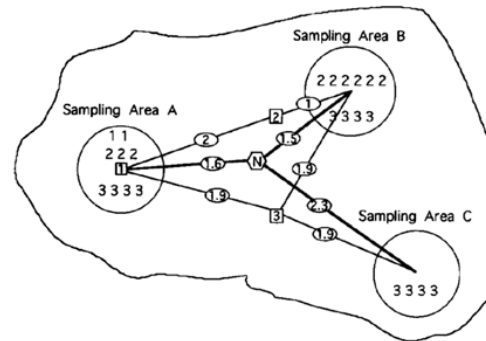 Sampling Area B
2 2 2 2 2 2
3 3 3 3
Sampling Area A
1 1
2 2 2
1
3 3 3 3
2
1
2
1.5
1.6
N
1.9
1.9
3
2.3
1.9
Sampling Area C
3 3 3 3